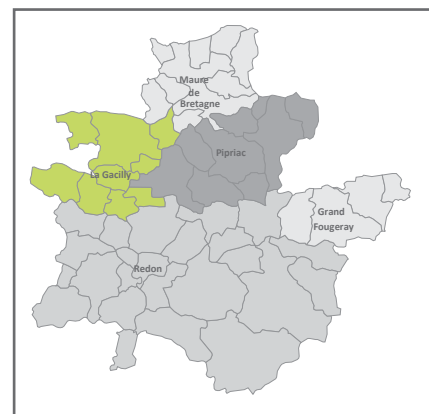 Maure
de
Bretagne
Pipriac
La Gacilly
Grand
Fougeray
Redon